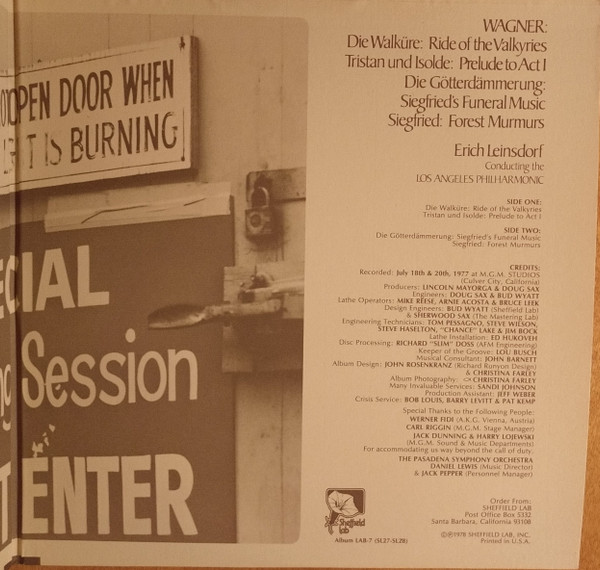 OT OPEN DOOR WHEN
IGHT IS BURNING
ECIAL
ng Session
T ENTER
WAGNER:
Die Walküre: Ride of the Valkyries
Tristan und Isolde: Prelude to Act I
Die Götterdämmerung:
Siegfried's Funeral Music
Siegfried: Forest Murmurs
Erich Leinsdorf
Conducting the
LOS ANGELES PHILHARMONIC
SIDE ONE:
Die Walküre: Ride of the Valkyries
Tristan und Isolde: Prelude to Act I
SIDE TWO:
Die Götterdämmerung: Siegfried's Funeral Music
Siegfried: Forest Murmurs
CREDITS:
Recorded: July 18th & 20th, 1977 at M.G.M. STUDIOS
(Culver City, California)
Producers: LINCOLN MAYORGA & DOUG SAX
Engineers: DOUG SAX & BUD WYATT
Lathe Operators: MIKE REESE, ARNIE ACOSTA & BRUCE LEEK
Design Engineers: BUD WYATT (Sheffield Lab)
& SHERWOOD SAX (The Mastering Lab)
Engineering Technicians: TOM PESSAGNO, STEVE WILSON,
STEVE HASELTON, "CHANCE" LAKE & JIM BOCK
Lathe Installation: ED HUKOVEH
Disc Processing: RICHARD "SLIM" DOSS (AFM Engineering)
Keeper of the Groove: LOU BUSCH
Musical Consultant: JOHN BARNETT
Album Design: JOHN ROSENKRANZ (Richard Runyon Design)
& CHRISTINA FARLEY
Album Photography: CHRISTINA FARLEY
Many Invaluable Services: SANDI JOHNSON
Production Assistant: JEFF WEBER
Crisis Service: BOB LOUIS, BARRY LEVITT & PAT KEMP
Special Thanks to the Following People:
WERNER FIDI (A.K.G. Vienna, Austria)
CARL RIGGIN (M.G.M. Stage Manager)
JACK DUNNING & HARRY LOJEWSKI
(M.G.M. Sound & Music Departments)
For accommodating us way beyond the call of duty.
THE PASADENA SYMPHONY ORCHESTRA
DANIEL LEWIS (Music Director)
& JACK PEPPER (Personnel Manager)
Sheffield
Lab
Album LAB-7 (SL27-SL28)
Order From:
SHEFFIELD LAB
Post Office Box 5332
Santa Barbara, California 93108
©℗1978 SHEFFIELD LAB, INC.
Printed in U.S.A.